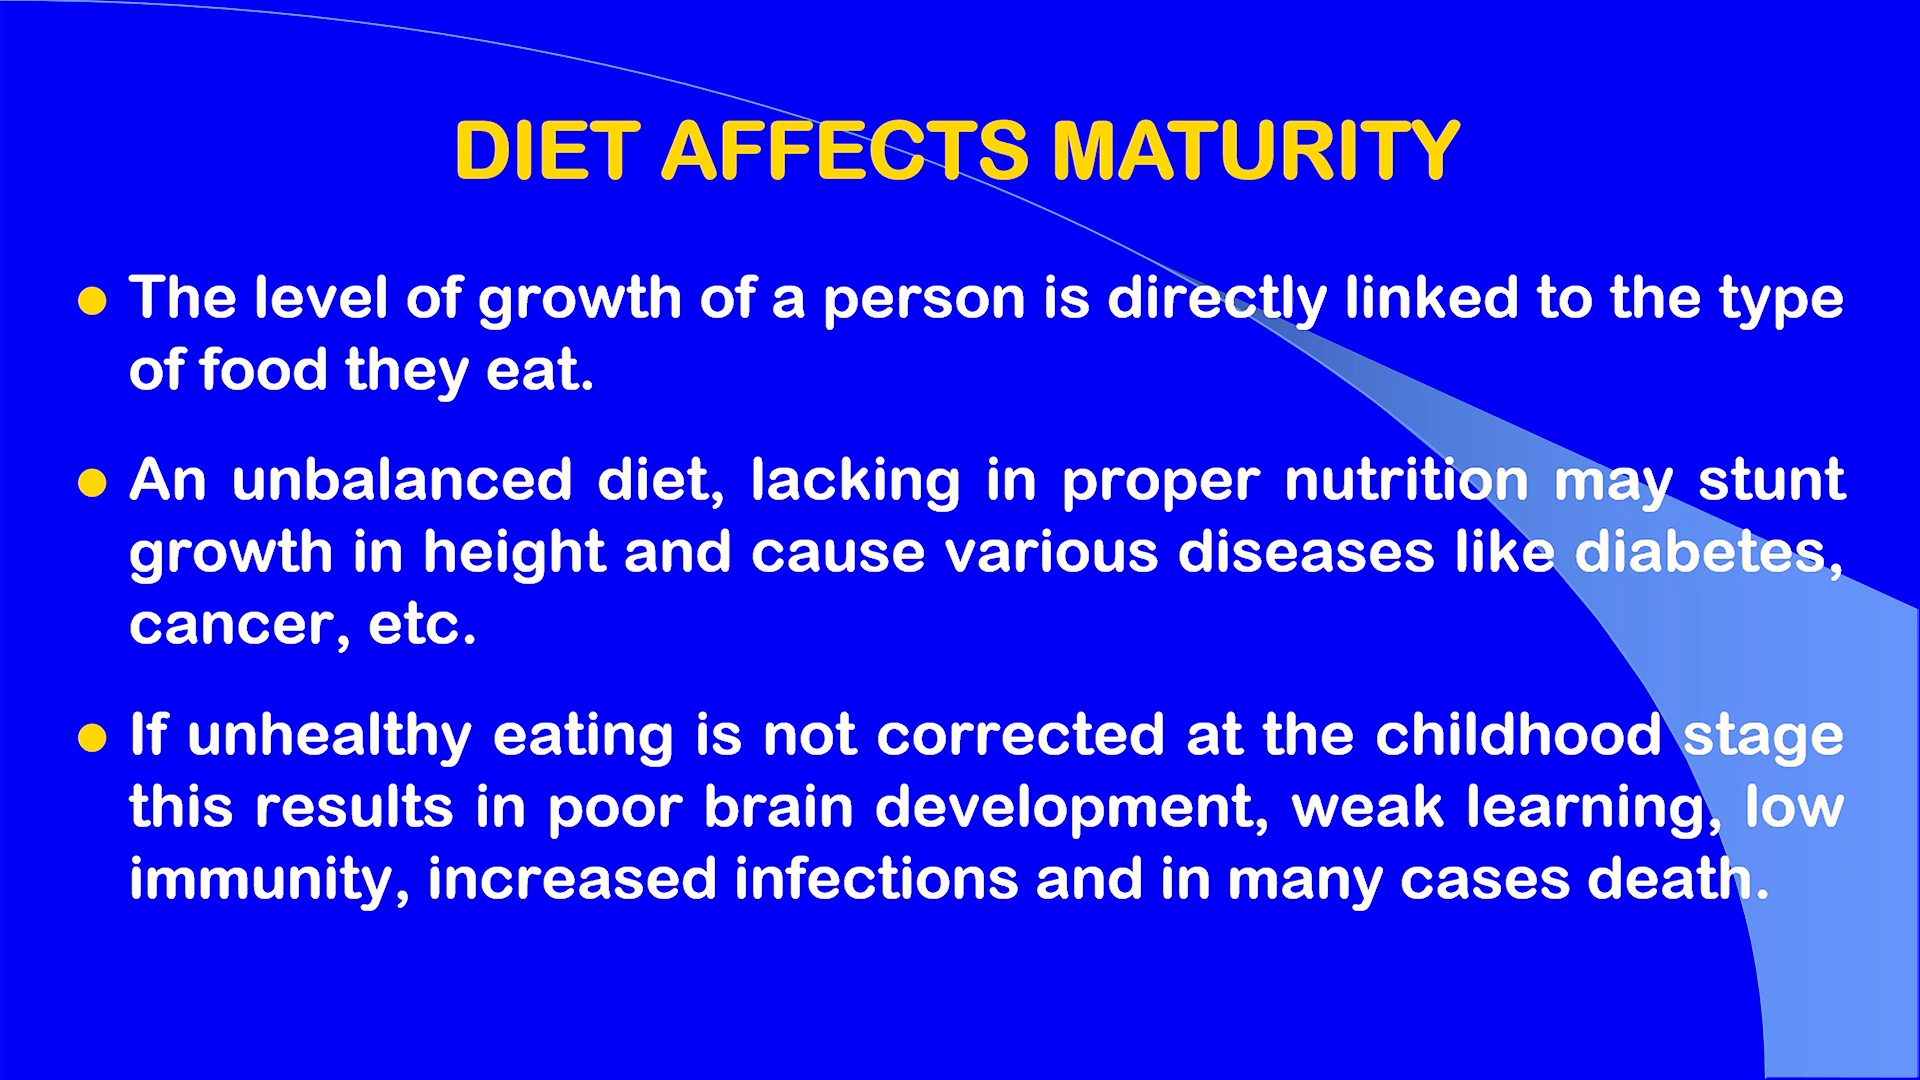 DIET AFFECTS MATURITY
The level of growth of a person is directly linked to the type
of food they eat.
An unbalanced diet, lacking in proper nutrition may stunt
growth in height and cause various diseases like diabetes,
cancer, etc.
If unhealthy eating is not corrected at the childhood stage
this results in poor brain development, weak learning, low
immunity, increased infections and in many cases death.